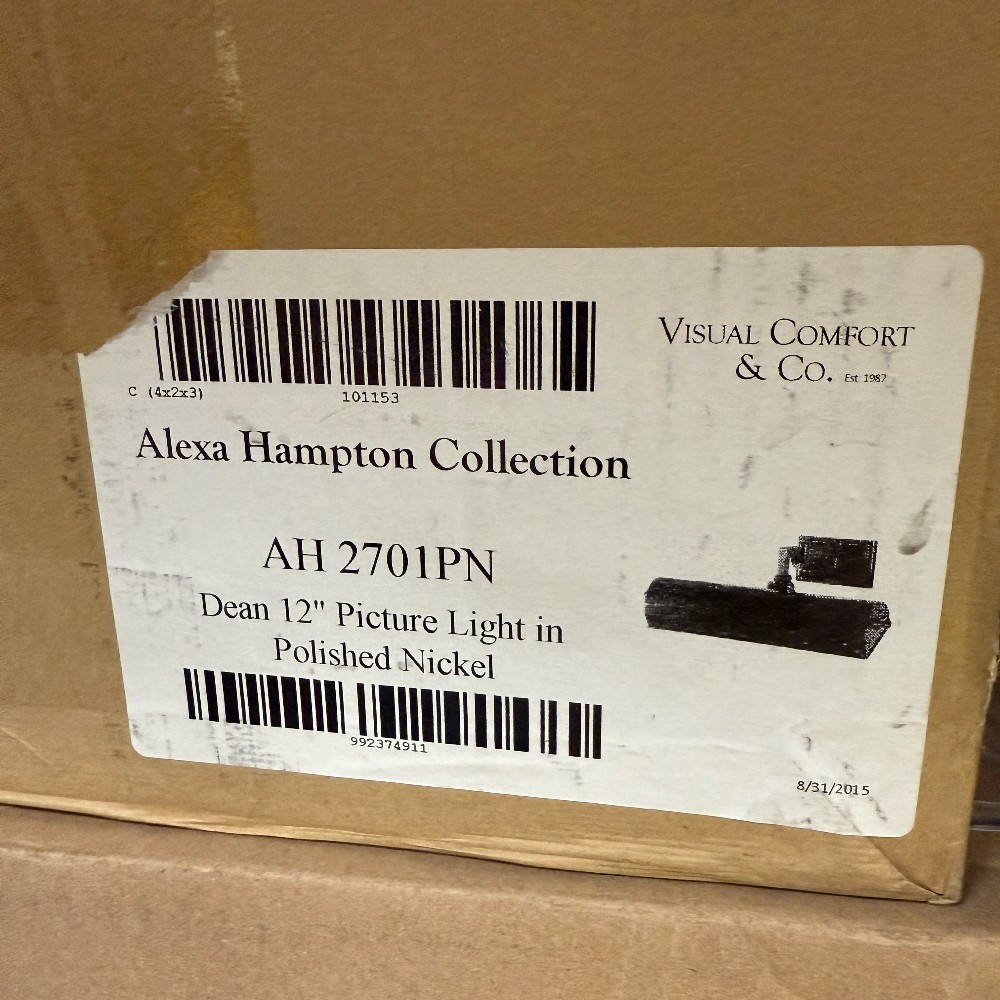 C (4x2x3)
101153
VISUAL COMFORT
& CO. Est 1987
Alexa Hampton Collection
AH 2701PN
Dean 12" Picture Light in
Polished Nickel
992374911
8/31/2015